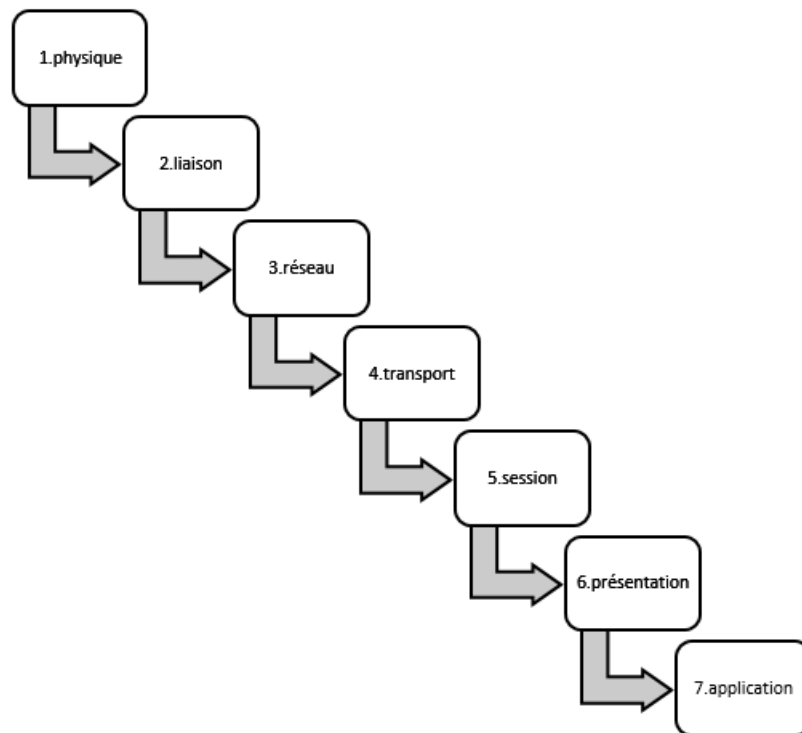 1.physique
2.liaison
3.réseau
4.transport
5.session
6.présentation
7.application